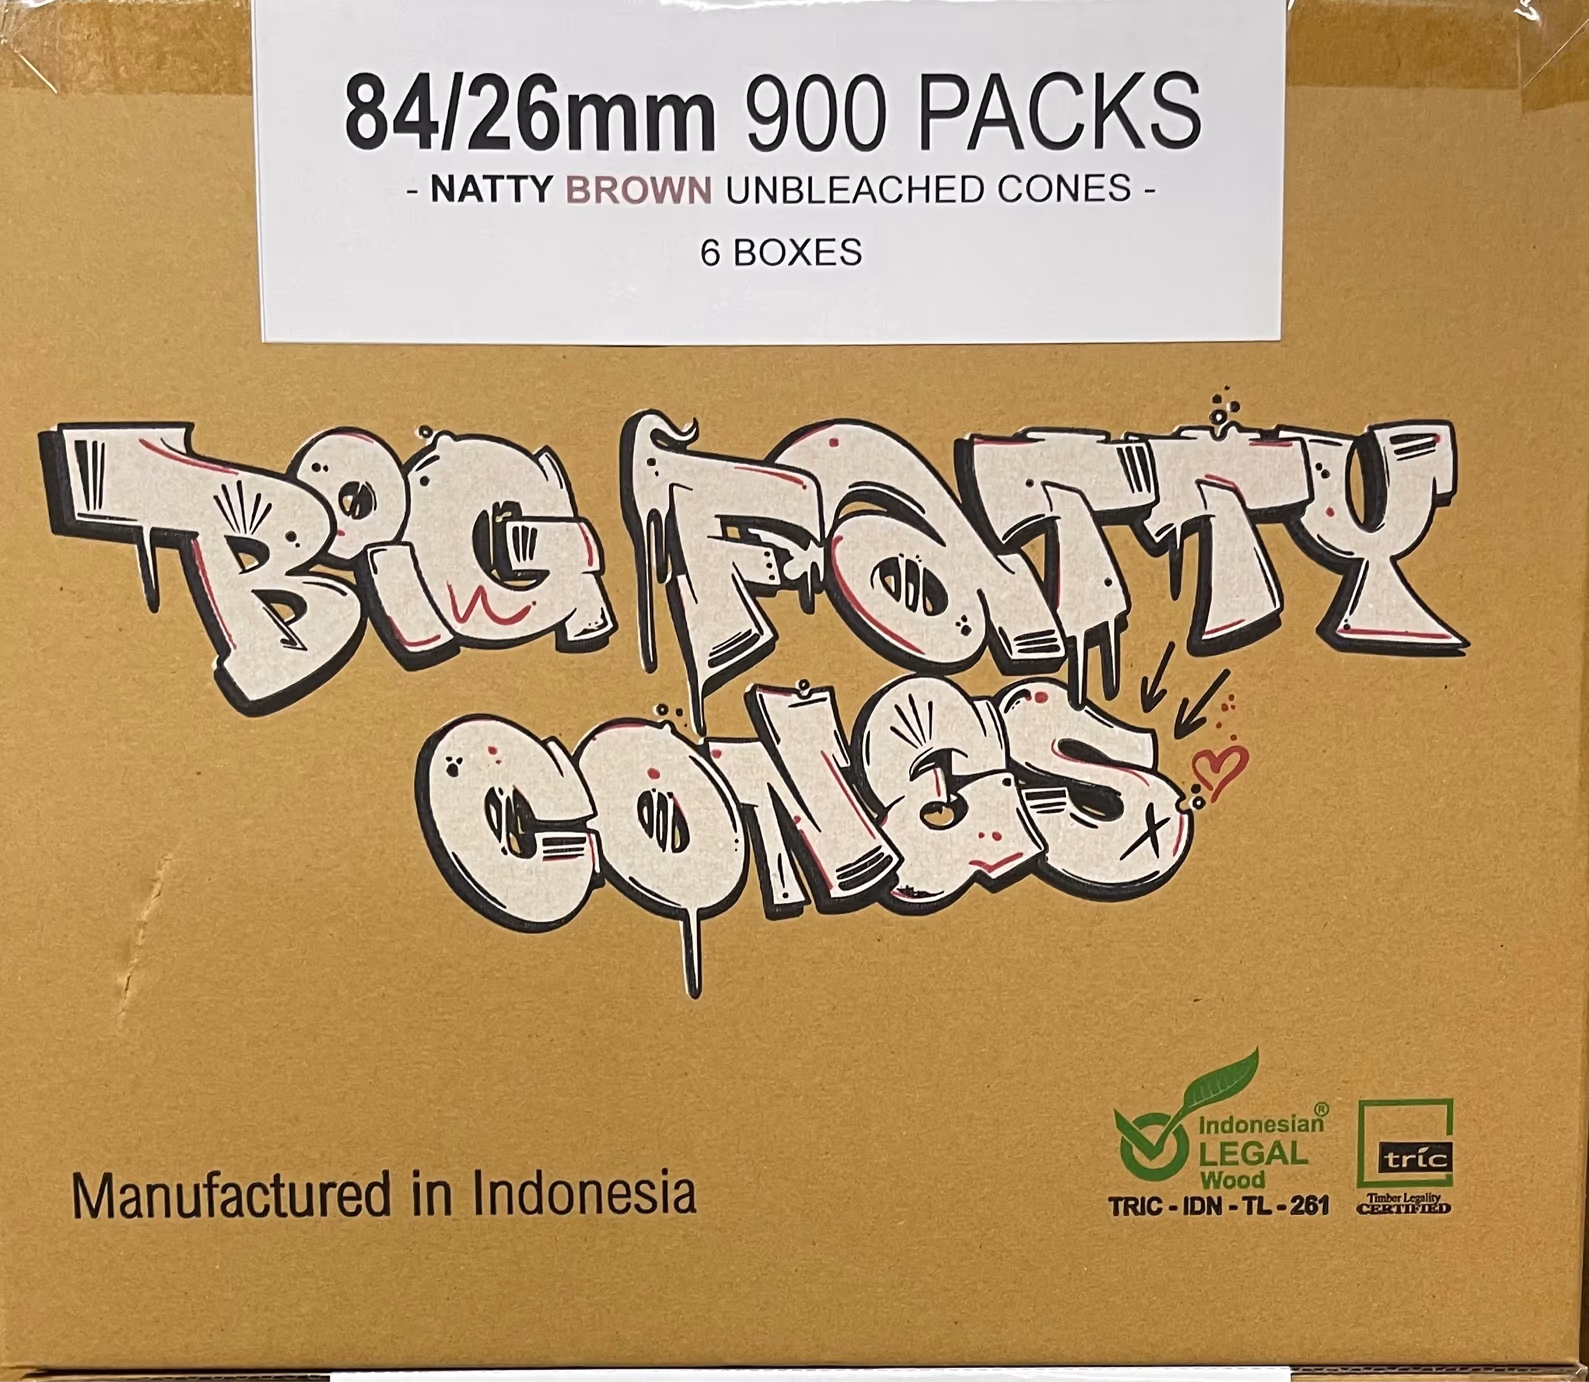 84/26mm 900 PACKS
- NATTY BROWN UNBLEACHED CONES -
6 BOXES
BiG FATTY
CONES
Indonesian®
LEGAL
Wood
TRIC - IDN - TL - 261
tric
Timber Legality
CERTIFIED
Manufactured in Indonesia